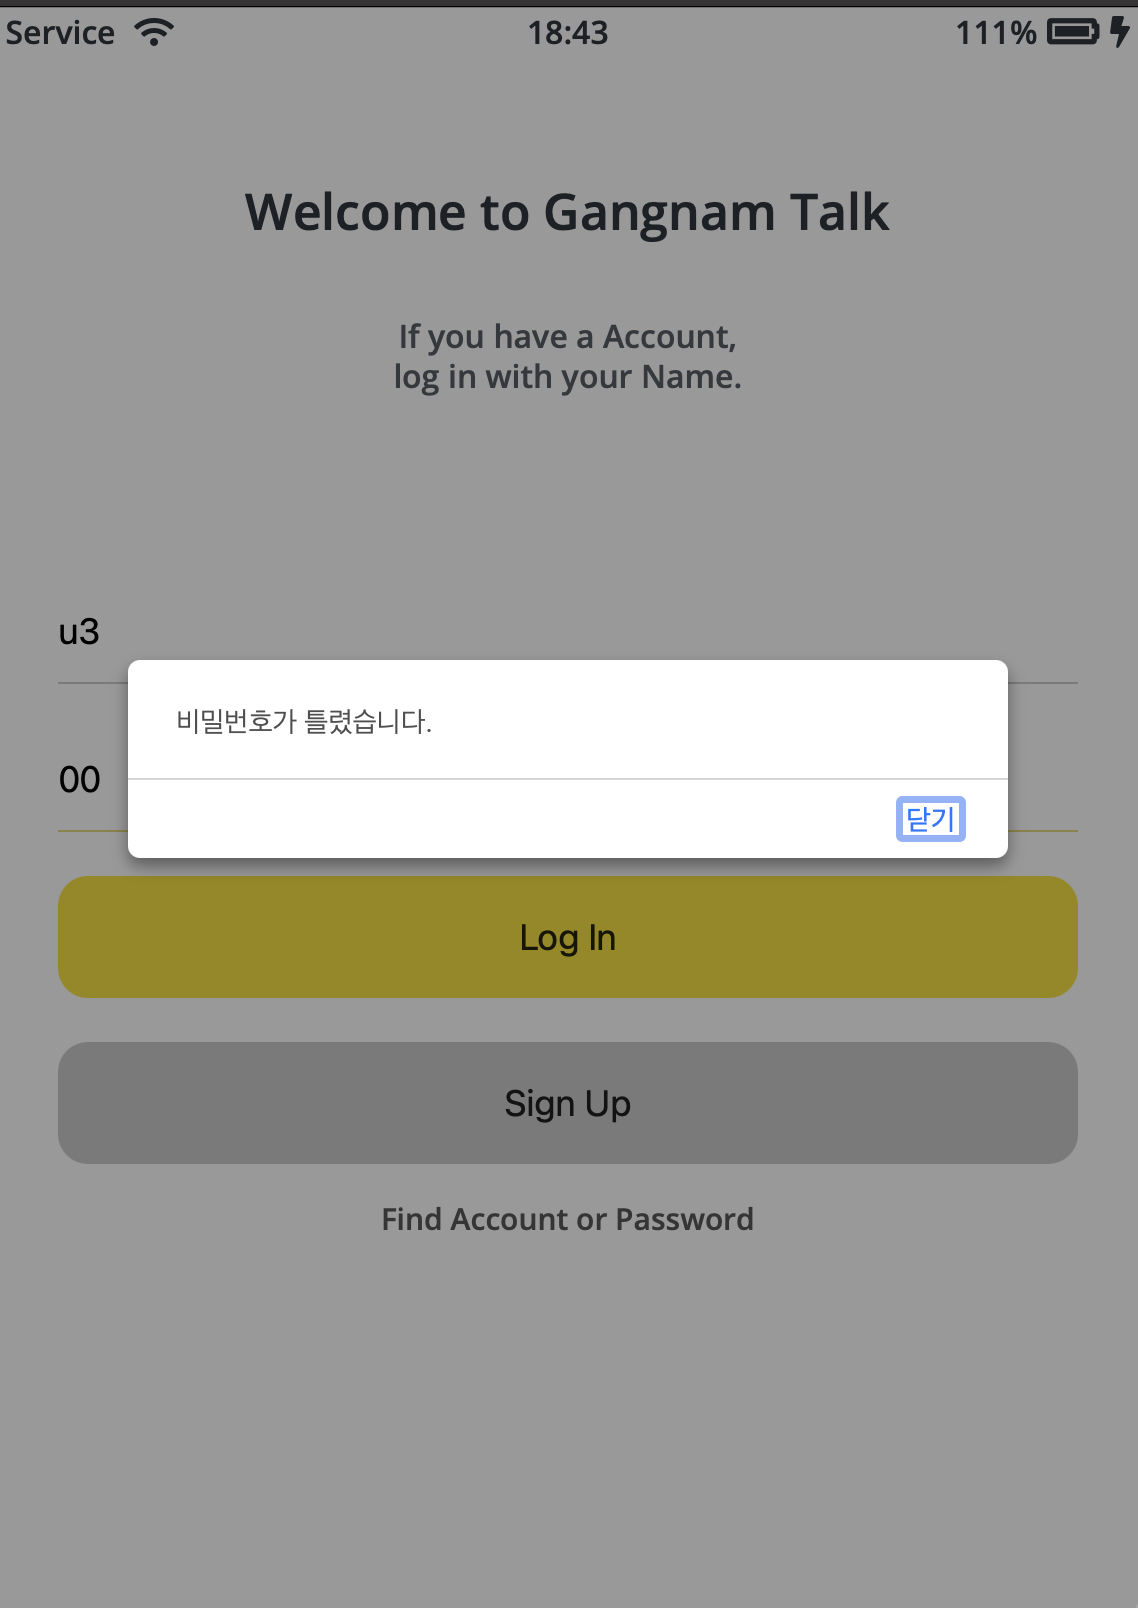 Service
18:43
111%
Welcome to Gangnam Talk
If you have a Account,
log in with your Name.
u3
비밀번호가 틀렸습니다.
00
닫기
Log In
Sign Up
Find Account or Password